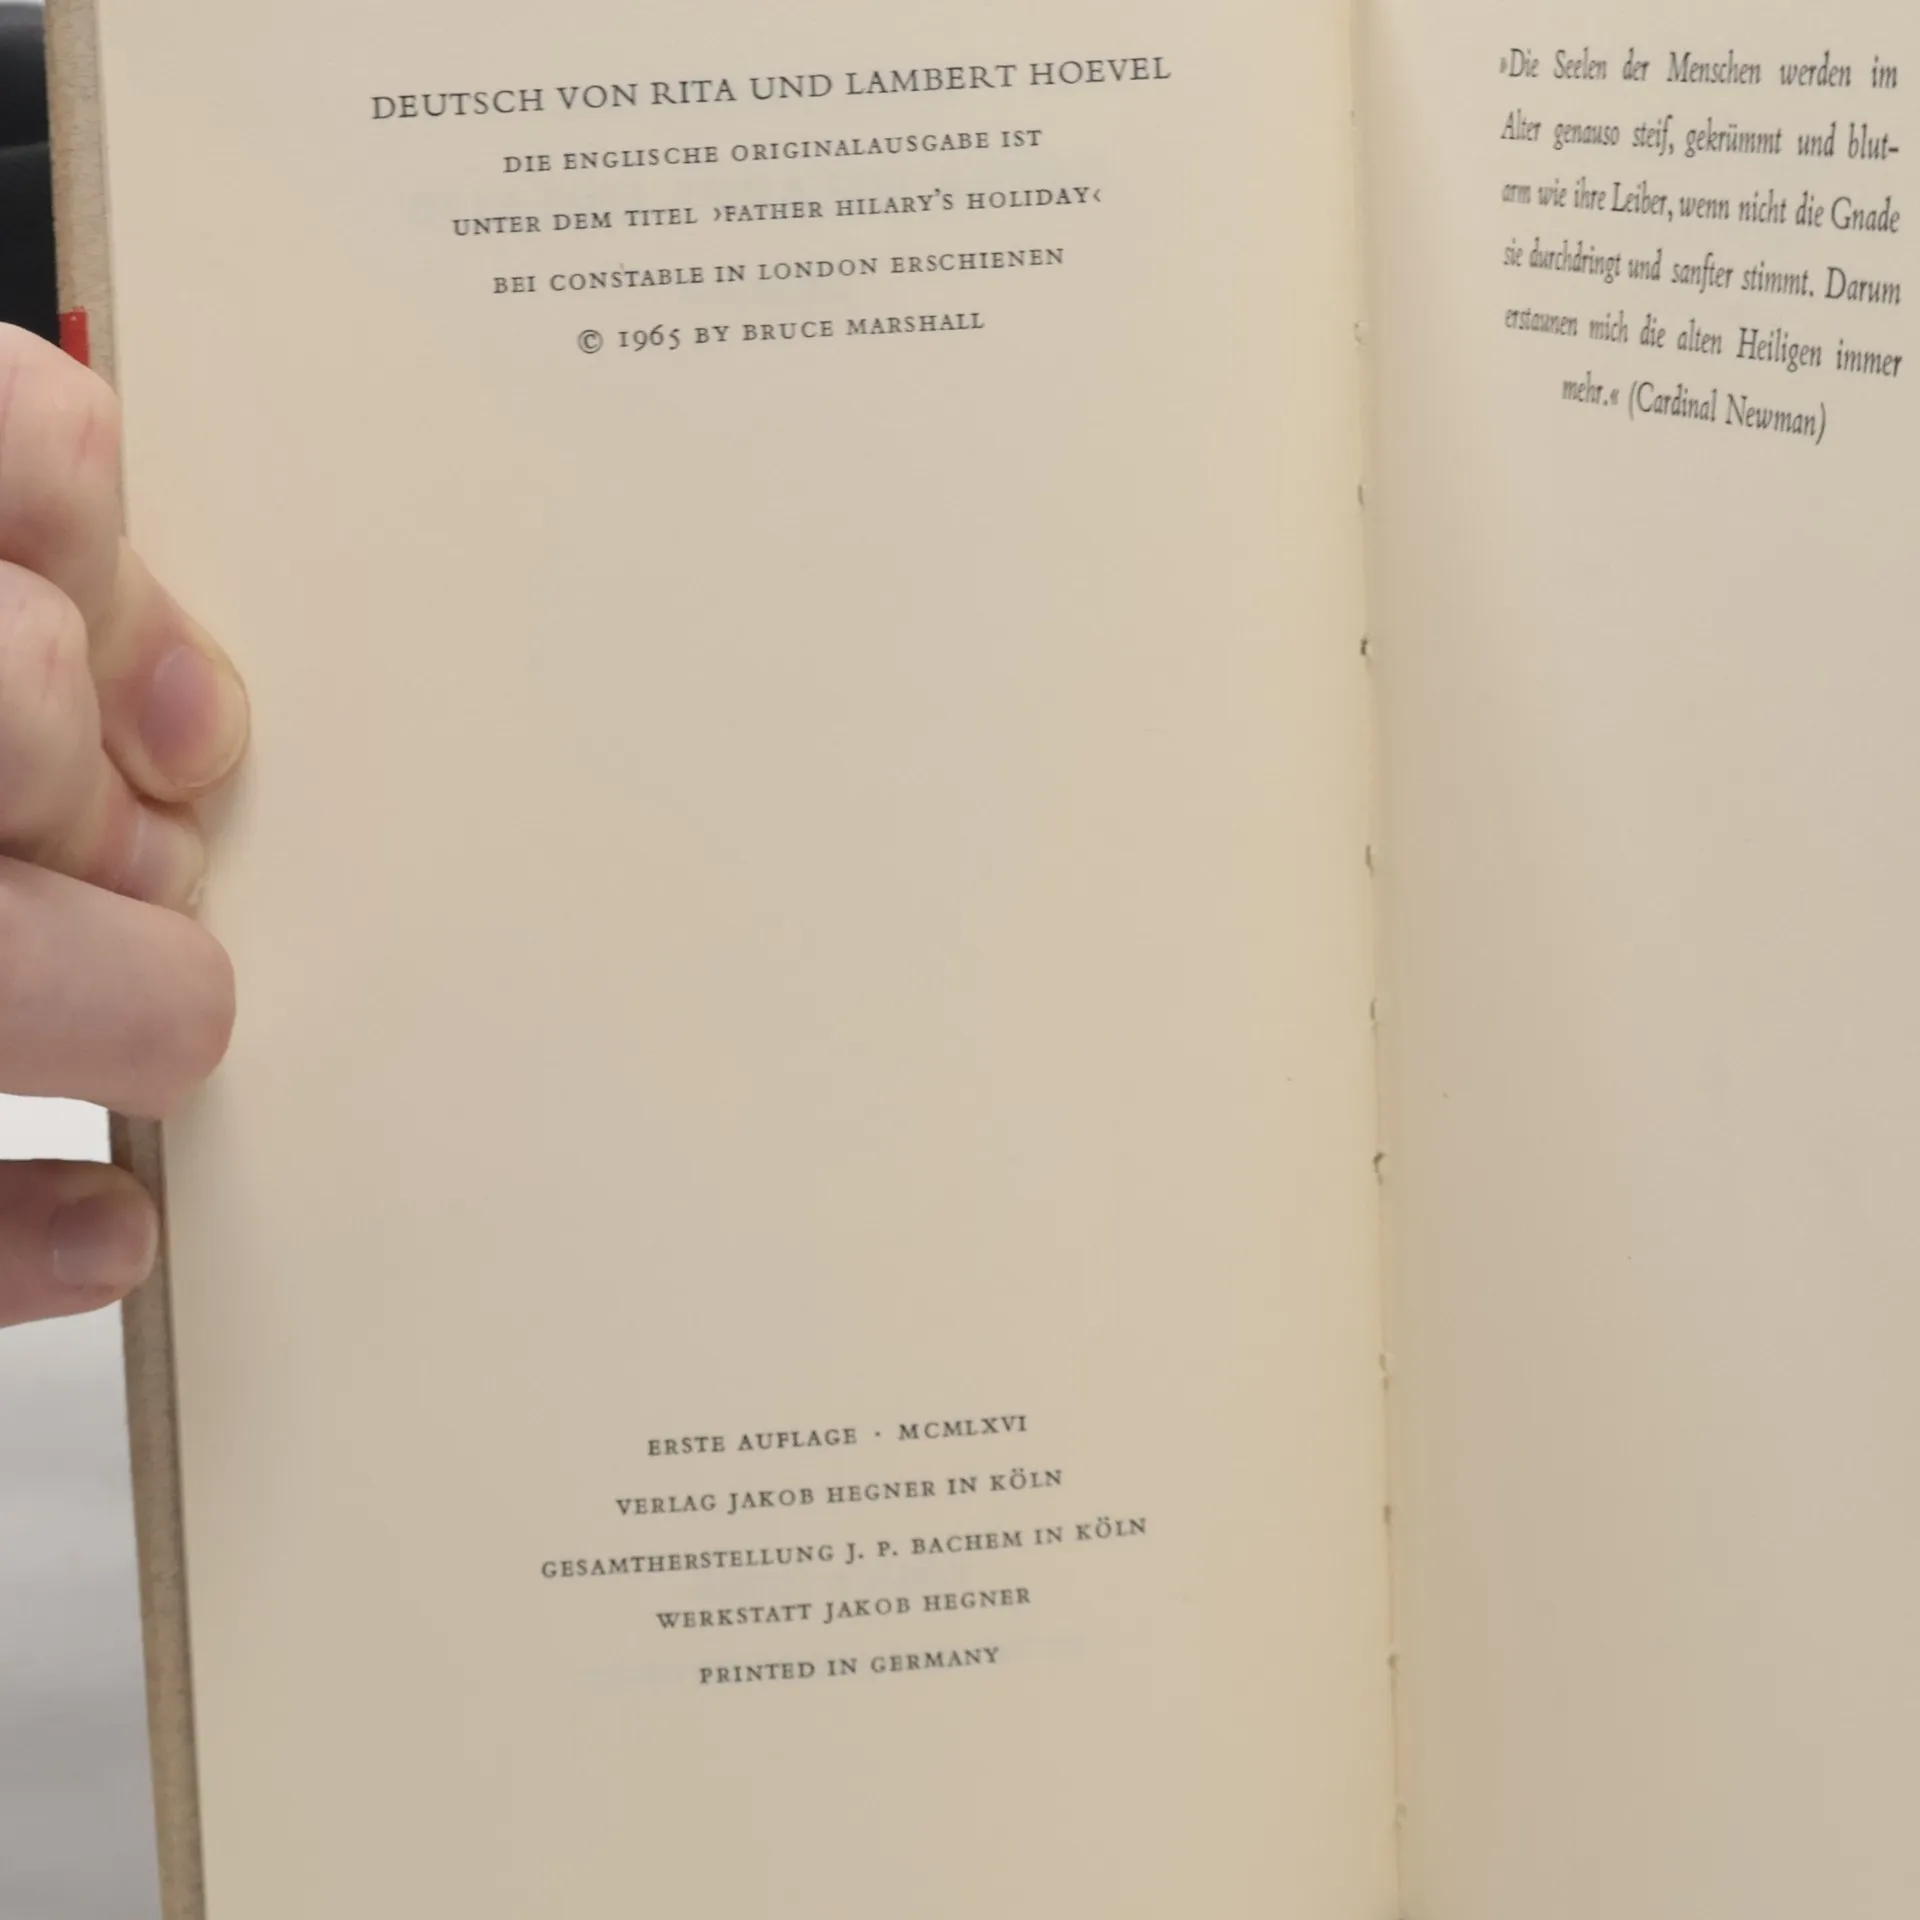 DEUTSCH VON RITA UND LAMBERT HOEVEL
DIE ENGLISCHE ORIGINALAUSGABE IST
UNTER DEM TITEL ›FATHER HILARY’S HOLIDAY‹
BEI CONSTABLE IN LONDON ERSCHIENEN
© 1965 BY BRUCE MARSHALL
ERSTE AUFLAGE · MCMLXVI
VERLAG JAKOB HEGNER IN KÖLN
GESAMTHERSTELLUNG J. P. BACHEM IN KÖLN
WERKSTATT JAKOB HEGNER
PRINTED IN GERMANY
»Die Seelen der Menschen werden im
Alter genauso steif, gekrümmt und blut-
arm wie ihre Leiber, wenn nicht die Gnade
sie durchdringt und sanfter stimmt. Darum
erstaunen mich die alten Heiligen immer
mehr.« (Cardinal Newman)